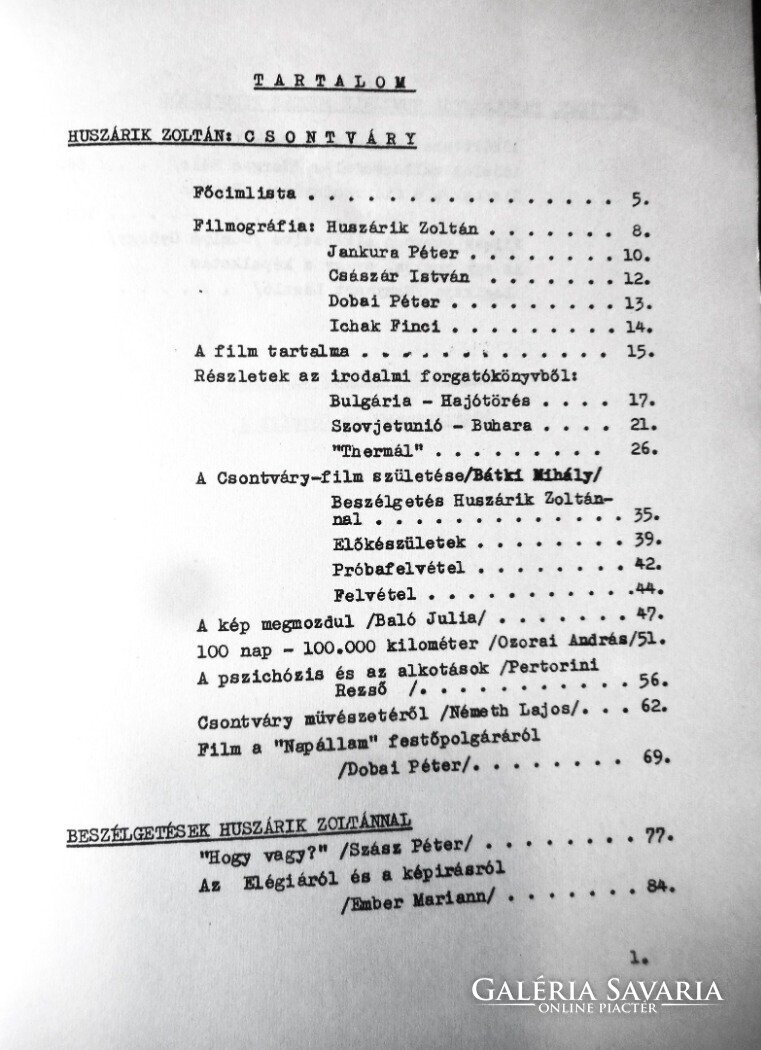 TARTALOM
HUSZÁRIK ZOLTÁN: CSONTVÁRY
Főcimlista . . . . . . . . . . . . . . . . 5.
Filmográfia: Huszárik Zoltán . . . . . . . 8.
Jankura Péter . . . . . . . . 10.
Császár István . . . . . . . 12.
Dobai Péter . . . . . . . . . 13.
Ichak Finci . . . . . . . . . 14.
A film tartalma . . . . . . . . . . . . . 15.
Részletek az irodalmi forgatókönyvből:
Bulgária - Hajótörés . . . . 17.
Szovjetunió - Buhara . . . . 21.
"Thermál" . . . . . . . . . 26.
A Csontváry-film születése/Bátki Mihály/
Beszélgetés Huszárik Zoltán-
nal . . . . . . . . . . . . . 35.
Előkészületek . . . . . . . . 39.
Próbafelvétel . . . . . . . . 42.
Felvétel . . . . . . . . . . .44.
A kép megmozdul /Baló Julia/ . . . . . . . 47.
100 nap - 100.000 kilométer /Ozorai András/51.
A pszichózis és az alkotások /Pertorini
Rezső /. . . . . . . . . . . 56.
Csontváry művészetéről /Németh Lajos/. . . 62.
Film a "Napállam" festőpolgáráról
/Dobai Péter/. . . . . . . . 69.
BESZÉLGETÉSEK HUSZÁRIK ZOLTÁNNAL
"Hogy vagy?" /Szász Péter/ . . . . . . . . 77.
Az Elégiáról és a képirásról
/Ember Mariann/ . . . . . . . 84.
1.
GALÉRIA SAVARIA
ONLINE PIACTÉR